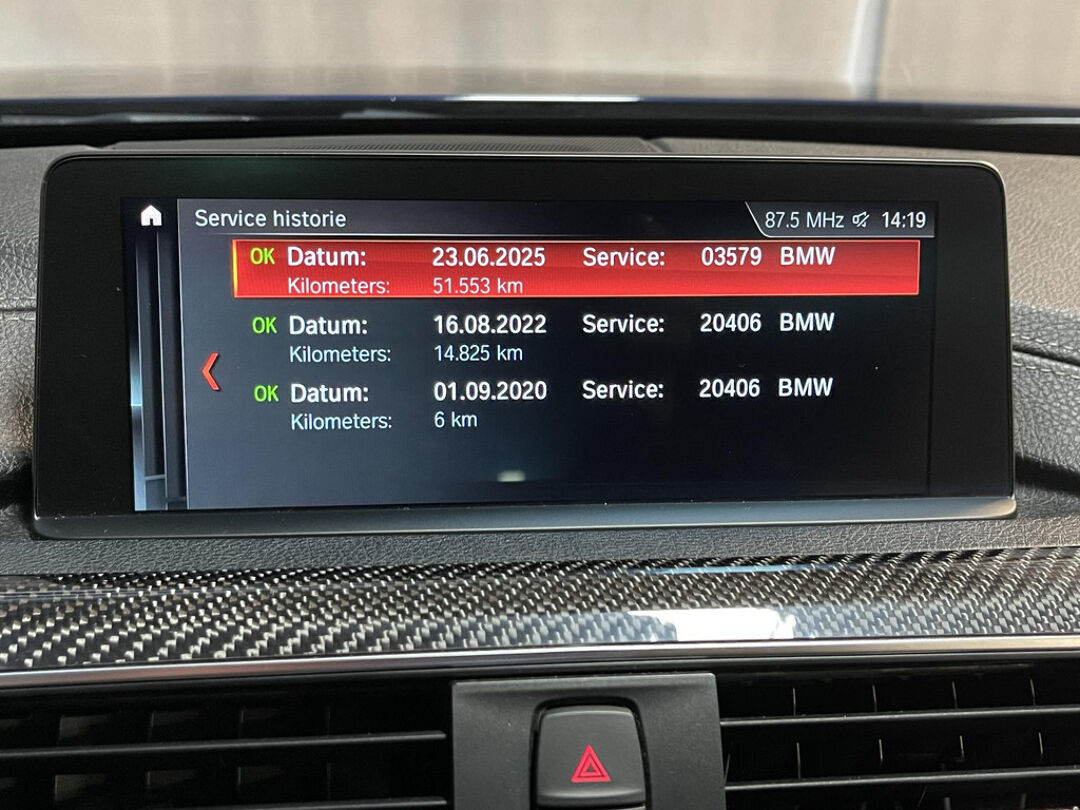 Service historie 87.5 MHz 14:19
OK Datum: 23.06.2025 Service: 03579 BMW
Kilometers: 51.553 km
OK Datum: 16.08.2022 Service: 20406 BMW
Kilometers: 14.825 km
OK Datum: 01.09.2020 Service: 20406 BMW
Kilometers: 6 km